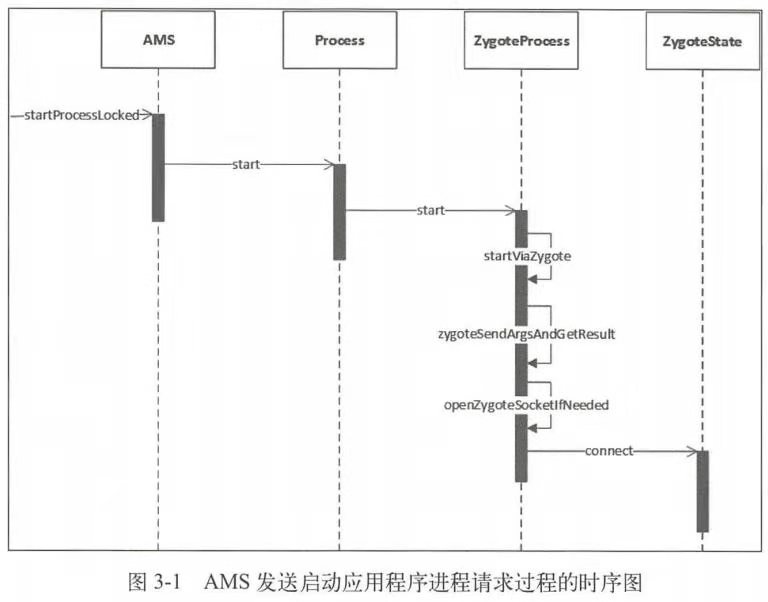 AMS
Process
ZygoteProcess
ZygoteState
startProcessLocked
start
start
startViaZygote
zygoteSendArgsAndGetResult
openZygoteSocketIfNeeded
connect
图 3-1 AMS 发送启动应用程序进程请求过程的时序图